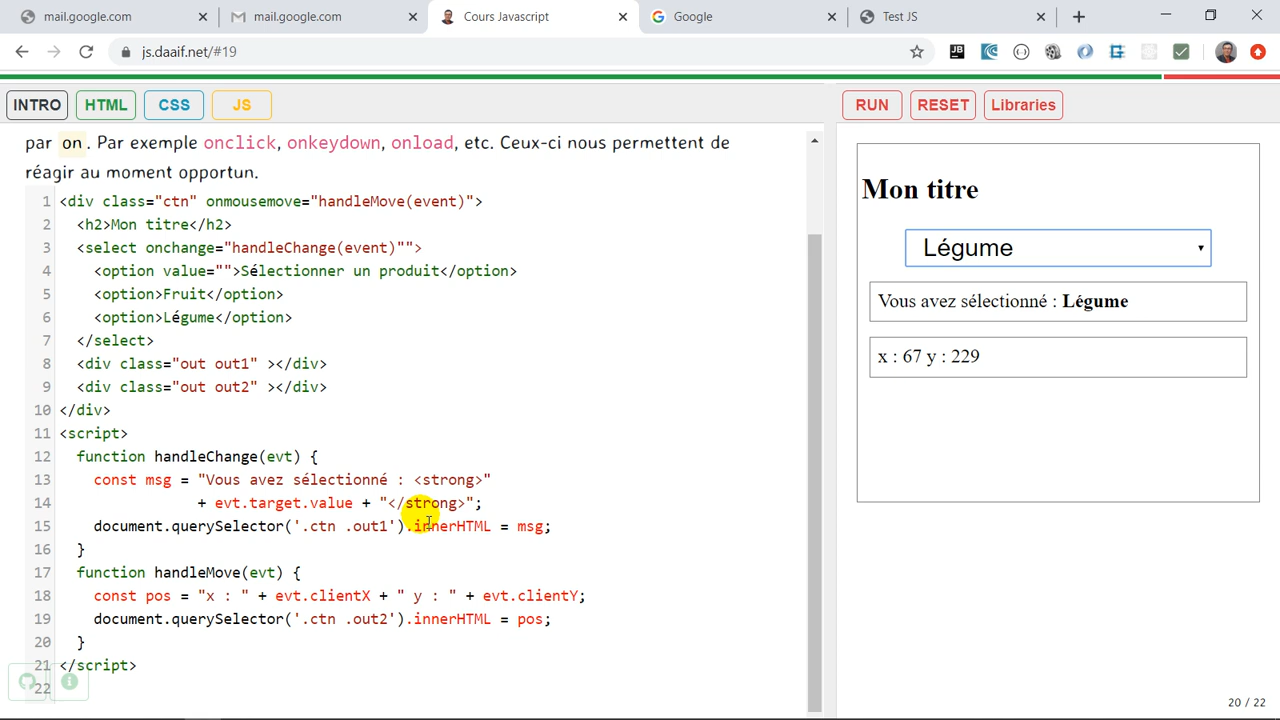 mail.google.com
mail.google.com
Cours Javascript
Google
Test JS
js.daaif.net/#19
INTRO HTML CSS JS
RUN RESET Libraries
par on. Par exemple onclick, onkeydown, onload, etc. Ceux-ci nous permettent de
réagir au moment opportun.
1 <div class="ctn" onmousemove="handleMove(event)">
2 <h2>Mon titre</h2>
3 <select onchange="handleChange(event)"">
4 <option value="">Sélectionner un produit</option>
5 <option>Fruit</option>
6 <option>Légume</option>
7 </select>
8 <div class="out out1" ></div>
9 <div class="out out2" ></div>
10 </div>
11 <script>
12 function handleChange(evt) {
13 const msg = "Vous avez sélectionné : <strong>"
14 + evt.target.value + "</strong>";
15 document.querySelector('.ctn .out1').innerHTML = msg;
16 }
17 function handleMove(evt) {
18 const pos = "x : " + evt.clientX + " y : " + evt.clientY;
19 document.querySelector('.ctn .out2').innerHTML = pos;
20 }
21 </script>
22
Mon titre
Légume
Vous avez sélectionné : Légume
x : 67 y : 229
20 / 22
JB